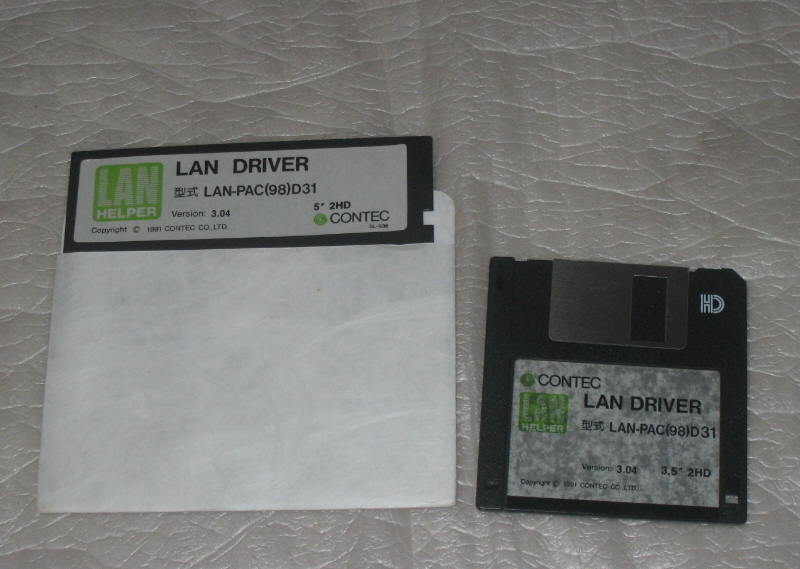 LAN
HELPER
LAN DRIVER
型式 LAN-PAC(98)D31
5" 2HD
Version: 3.04
CONTEC
Copyright © 1991 CONTEC CO.,LTD.
HD
CONTEC
LAN
HELPER
LAN DRIVER
型式 LAN-PAC(98)D31
Version: 3.04 3.5" 2HD
Copyright © 1991 CONTEC CO.,LTD.